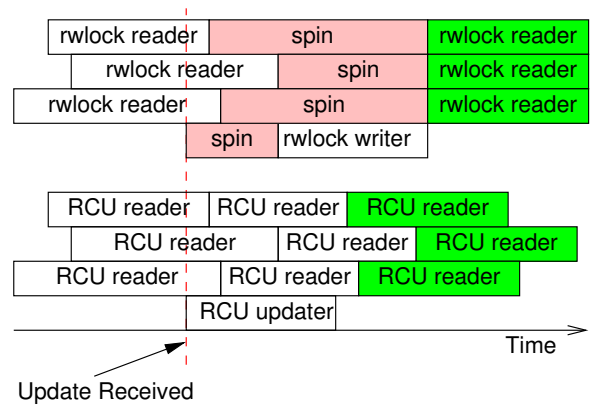 rwlock reader spin rwlock reader
rwlock reader spin rwlock reader
rwlock reader spin rwlock reader
spin rwlock writer
RCU reader RCU reader RCU reader
RCU reader RCU reader RCU reader
RCU reader RCU reader RCU reader
RCU updater
Time
Update Received